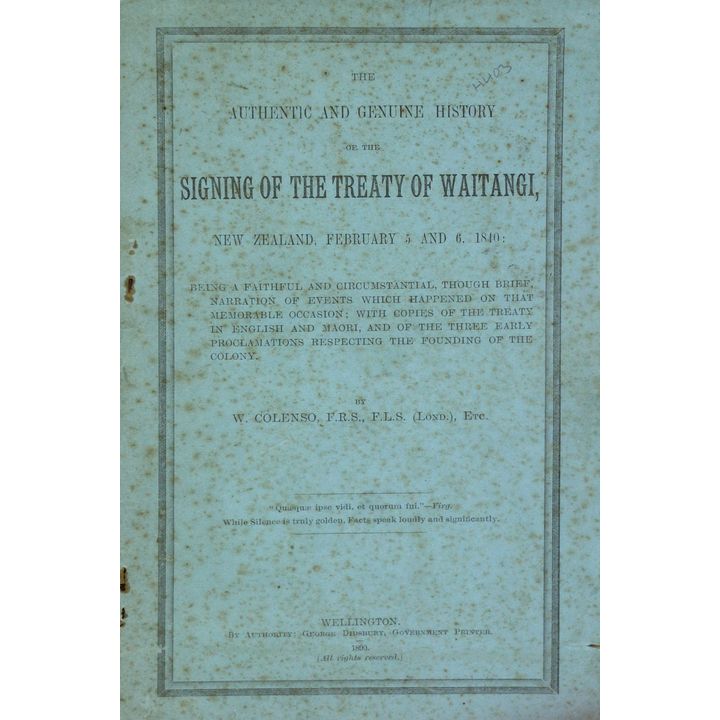 4403
THE
AUTHENTIC AND GENUINE HISTORY
OF THE
SIGNING OF THE TREATY OF WAITANGI,
NEW ZEALAND, FEBRUARY 5 AND 6, 1840:
BEING A FAITHFUL AND CIRCUMSTANTIAL, THOUGH BRIEF,
NARRATION OF EVENTS WHICH HAPPENED ON THAT
MEMORABLE OCCASION; WITH COPIES OF THE TREATY
IN ENGLISH AND MAORI, AND OF THE THREE EARLY
PROCLAMATIONS RESPECTING THE FOUNDING OF THE
COLONY.
BY
W. COLENSO, F.R.S., F.L.S. (LOND.), ETC.
"Quæquæ ipse vidi, et quorum fui."—Virg.
While Silence is truly golden, Facts speak loudly and significantly.
WELLINGTON.
BY AUTHORITY: GEORGE DIDSBURY, GOVERNMENT PRINTER.
1890.
(All rights reserved.)